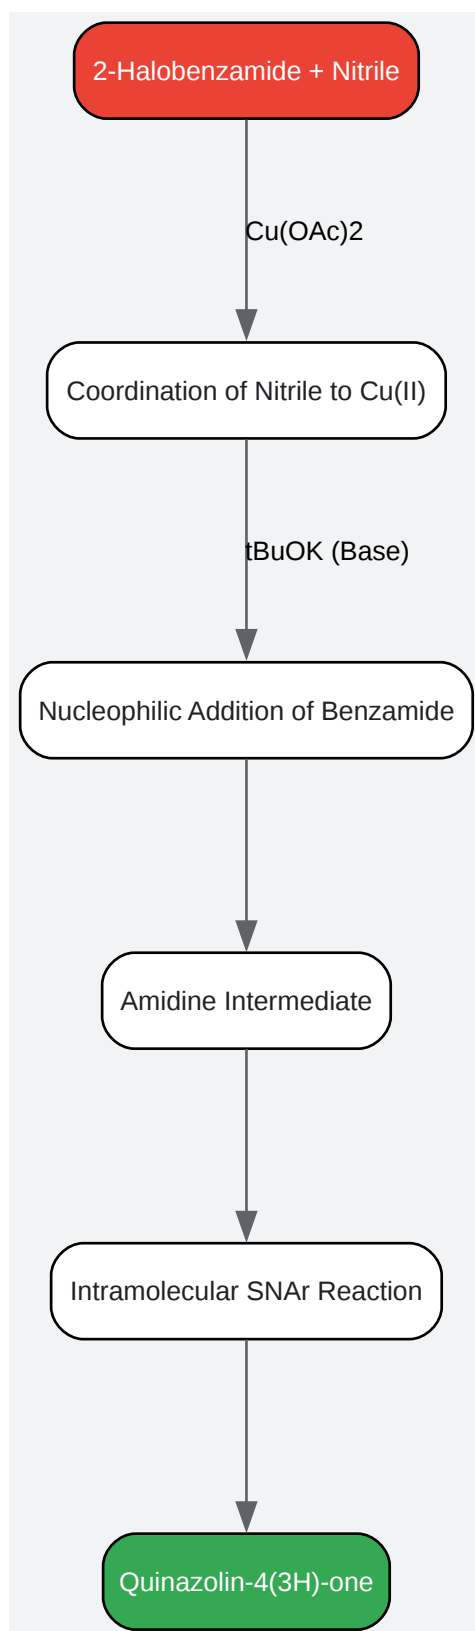 2-Halobenzamide + Nitrile
Cu(OAc)2
Coordination of Nitrile to Cu(II)
tBuOK (Base)
Nucleophilic Addition of Benzamide
Amidine Intermediate
Intramolecular SNAr Reaction
Quinazolin-4(3H)-one